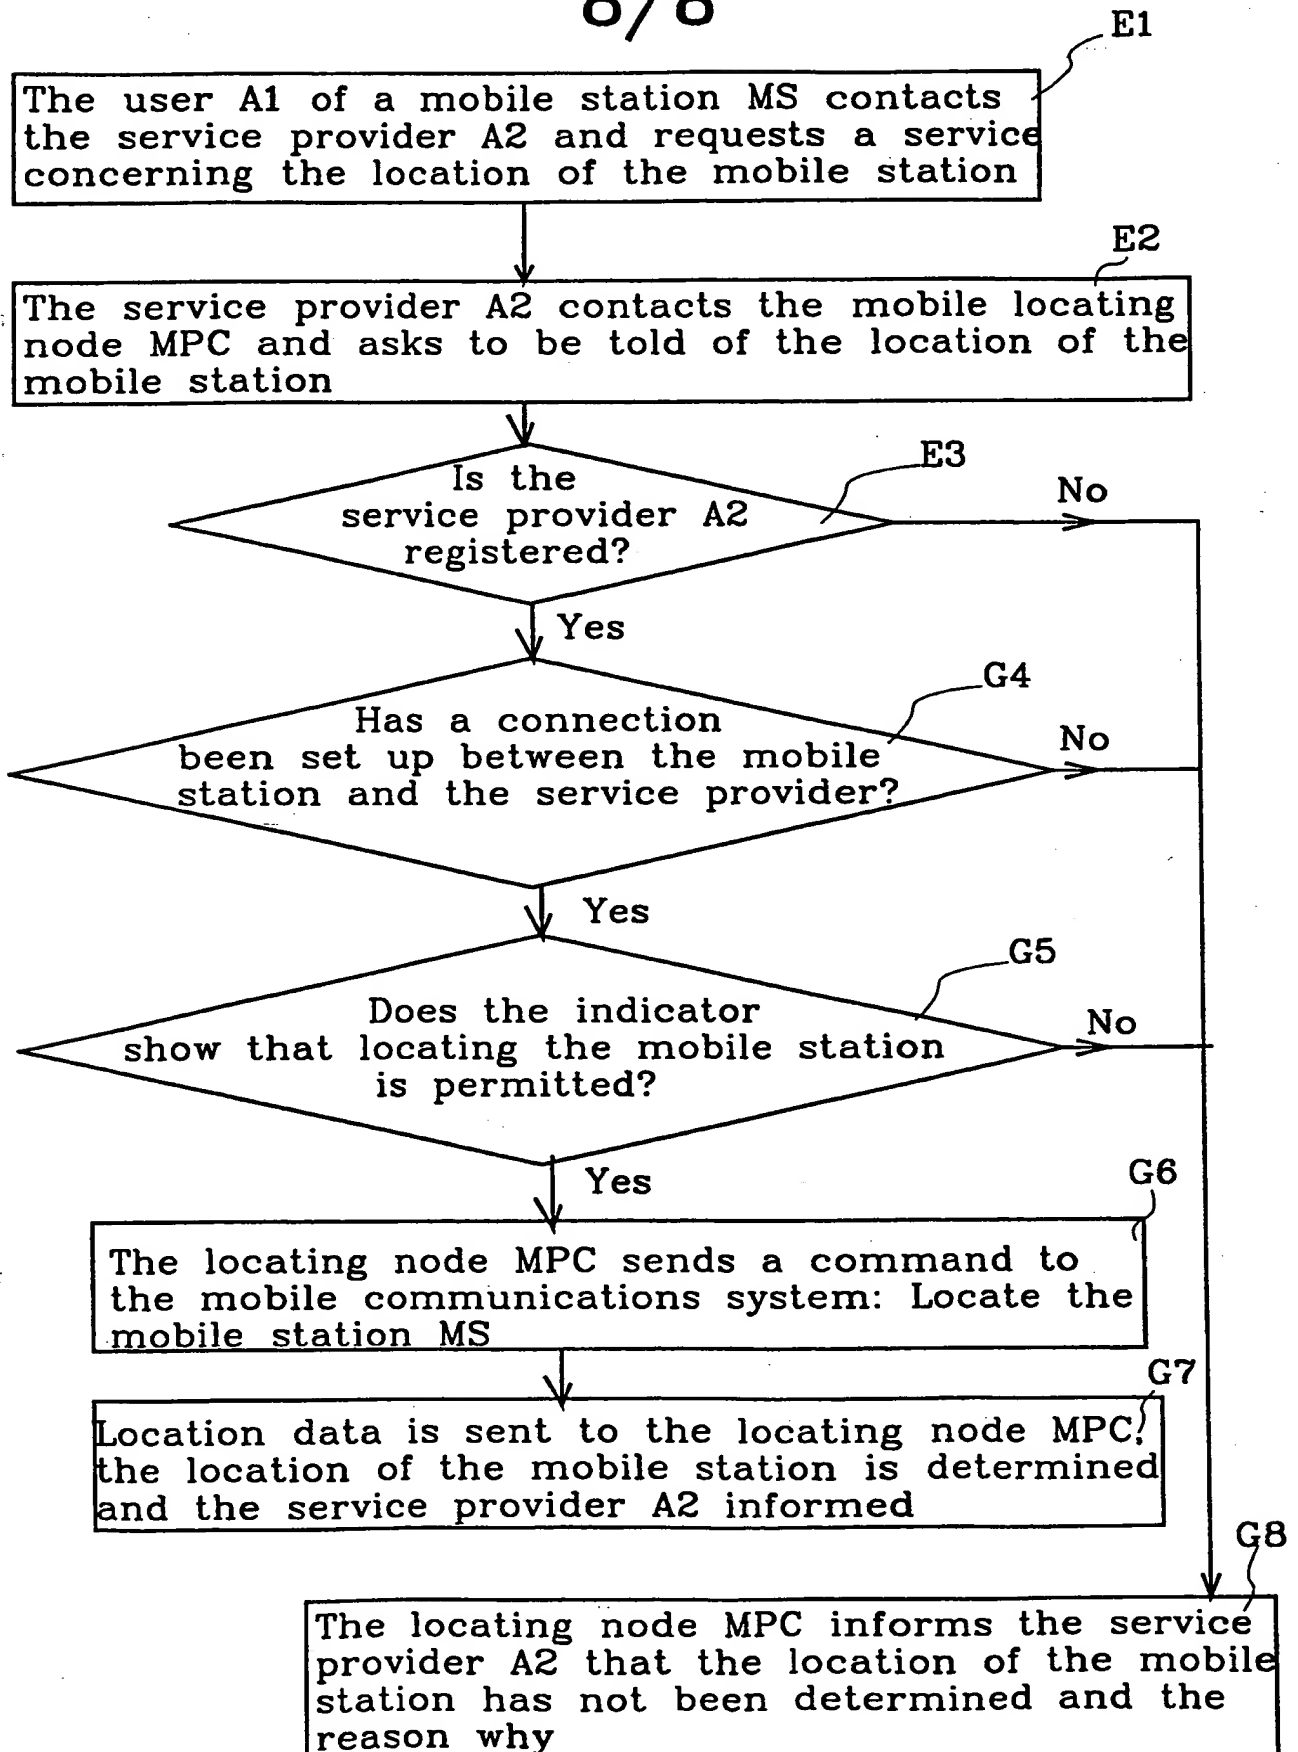 8/8
E1
The user A1 of a mobile station MS contacts
the service provider A2 and requests a service
concerning the location of the mobile station
E2
The service provider A2 contacts the mobile locating
node MPC and asks to be told of the location of the
mobile station
E3
Is the
service provider A2
registered?
No
Yes
G4
Has a connection
been set up between the mobile
station and the service provider?
No
Yes
G5
Does the indicator
show that locating the mobile station
is permitted?
No
Yes
G6
The locating node MPC sends a command to
the mobile communications system: Locate the
mobile station MS
G7
Location data is sent to the locating node MPC,
the location of the mobile station is determined
and the service provider A2 informed
G8
The locating node MPC informs the service
provider A2 that the location of the mobile
station has not been determined and the
reason why